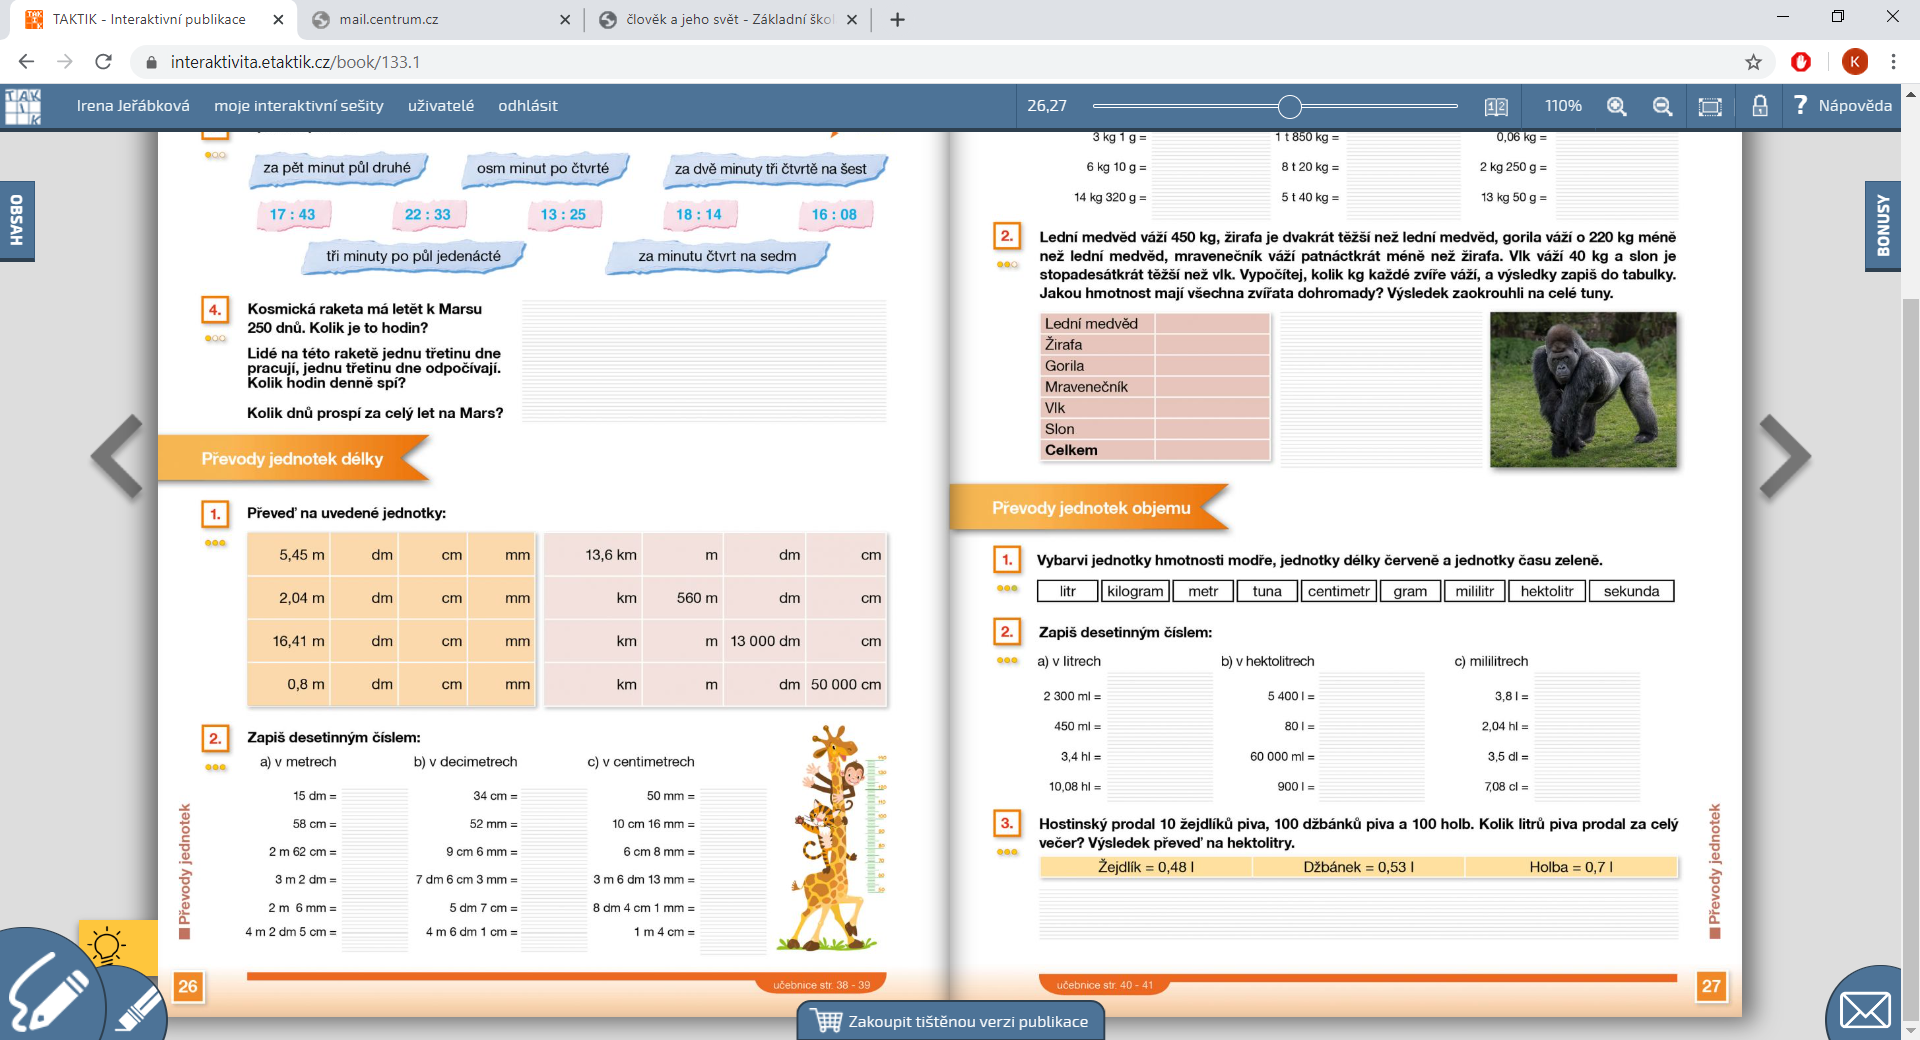 TAKTIK - Interaktivní publikace
mail.centrum.cz
člověk a jeho svět - Základní ško
interaktivita.etaktik.cz/book/133.1
K
TAK
I
K
Irena Jeřábková
moje interaktivní sešity
uživatelé
odhlásit
26,27
110%
? Nápověda
OBSAH
BONUSY
za pět minut půl druhé
osm minut po čtvrté
za dvě minuty tři čtvrtě na šest
17 : 43
22 : 33
13 : 25
18 : 14
16 : 08
tři minuty po půl jedenácté
za minutu čtvrt na sedm
4.
Kosmická raketa má letět k Marsu
250 dnů. Kolik je to hodin?
Lidé na této raketě jednu třetinu dne
pracují, jednu třetinu dne odpočívají.
Kolik hodin denně spí?
Kolik dnů prospí za celý let na Mars?
Převody jednotek délky
1.
Převeď na uvedené jednotky:
5,45 m dm cm mm
2,04 m dm cm mm
16,41 m dm cm mm
0,8 m dm cm mm
13,6 km m dm cm
km 560 m dm cm
km m 13 000 dm cm
km m dm 50 000 cm
2.
Zapiš desetinným číslem:
a) v metrech
15 dm =
58 cm =
2 m 62 cm =
3 m 2 dm =
2 m 6 mm =
4 m 2 dm 5 cm =
b) v decimetrech
34 cm =
52 mm =
9 cm 6 mm =
7 dm 6 cm 3 mm =
5 dm 7 cm =
4 m 6 dm 1 cm =
c) v centimetrech
50 mm =
10 cm 16 mm =
6 cm 8 mm =
3 m 6 dm 13 mm =
8 dm 4 cm 1 mm =
1 m 4 cm =
Převody jednotek
26
učebnice str. 38 - 39
3 kg 1 g =
6 kg 10 g =
14 kg 320 g =
1 t 850 kg =
8 t 20 kg =
5 t 40 kg =
0,06 kg =
2 kg 250 g =
13 kg 50 g =
2.
Lední medvěd váží 450 kg, žirafa je dvakrát těžší než lední medvěd, gorila váží o 220 kg méně
než lední medvěd, mravenečník váží patnáctkrát méně než žirafa. Vlk váží 40 kg a slon je
stopadesátkrát těžší než vlk. Vypočítej, kolik kg každé zvíře váží, a výsledky zapiš do tabulky.
Jakou hmotnost mají všechna zvířata dohromady? Výsledek zaokrouhli na celé tuny.
Lední medvěd
Žirafa
Gorila
Mravenečník
Vlk
Slon
Celkem
Převody jednotek objemu
1.
Vybarvi jednotky hmotnosti modře, jednotky délky červeně a jednotky času zeleně.
litr kilogram metr tuna centimetr gram mililitr hektolitr sekunda
2.
Zapiš desetinným číslem:
a) v litrech
2 300 ml =
450 ml =
3,4 hl =
10,08 hl =
b) v hektolitrech
5 400 l =
80 l =
60 000 ml =
900 l =
c) mililitrech
3,8 l =
2,04 hl =
3,5 dl =
7,08 cl =
3.
Hostinský prodal 10 žejdlíků piva, 100 džbánků piva a 100 holb. Kolik litrů piva prodal za celý
večer? Výsledek převeď na hektolitry.
Žejdlík = 0,48 l
Džbánek = 0,53 l
Holba = 0,7 l
Převody jednotek
učebnice str. 40 - 41
27
Zakoupit tištěnou verzi publikace